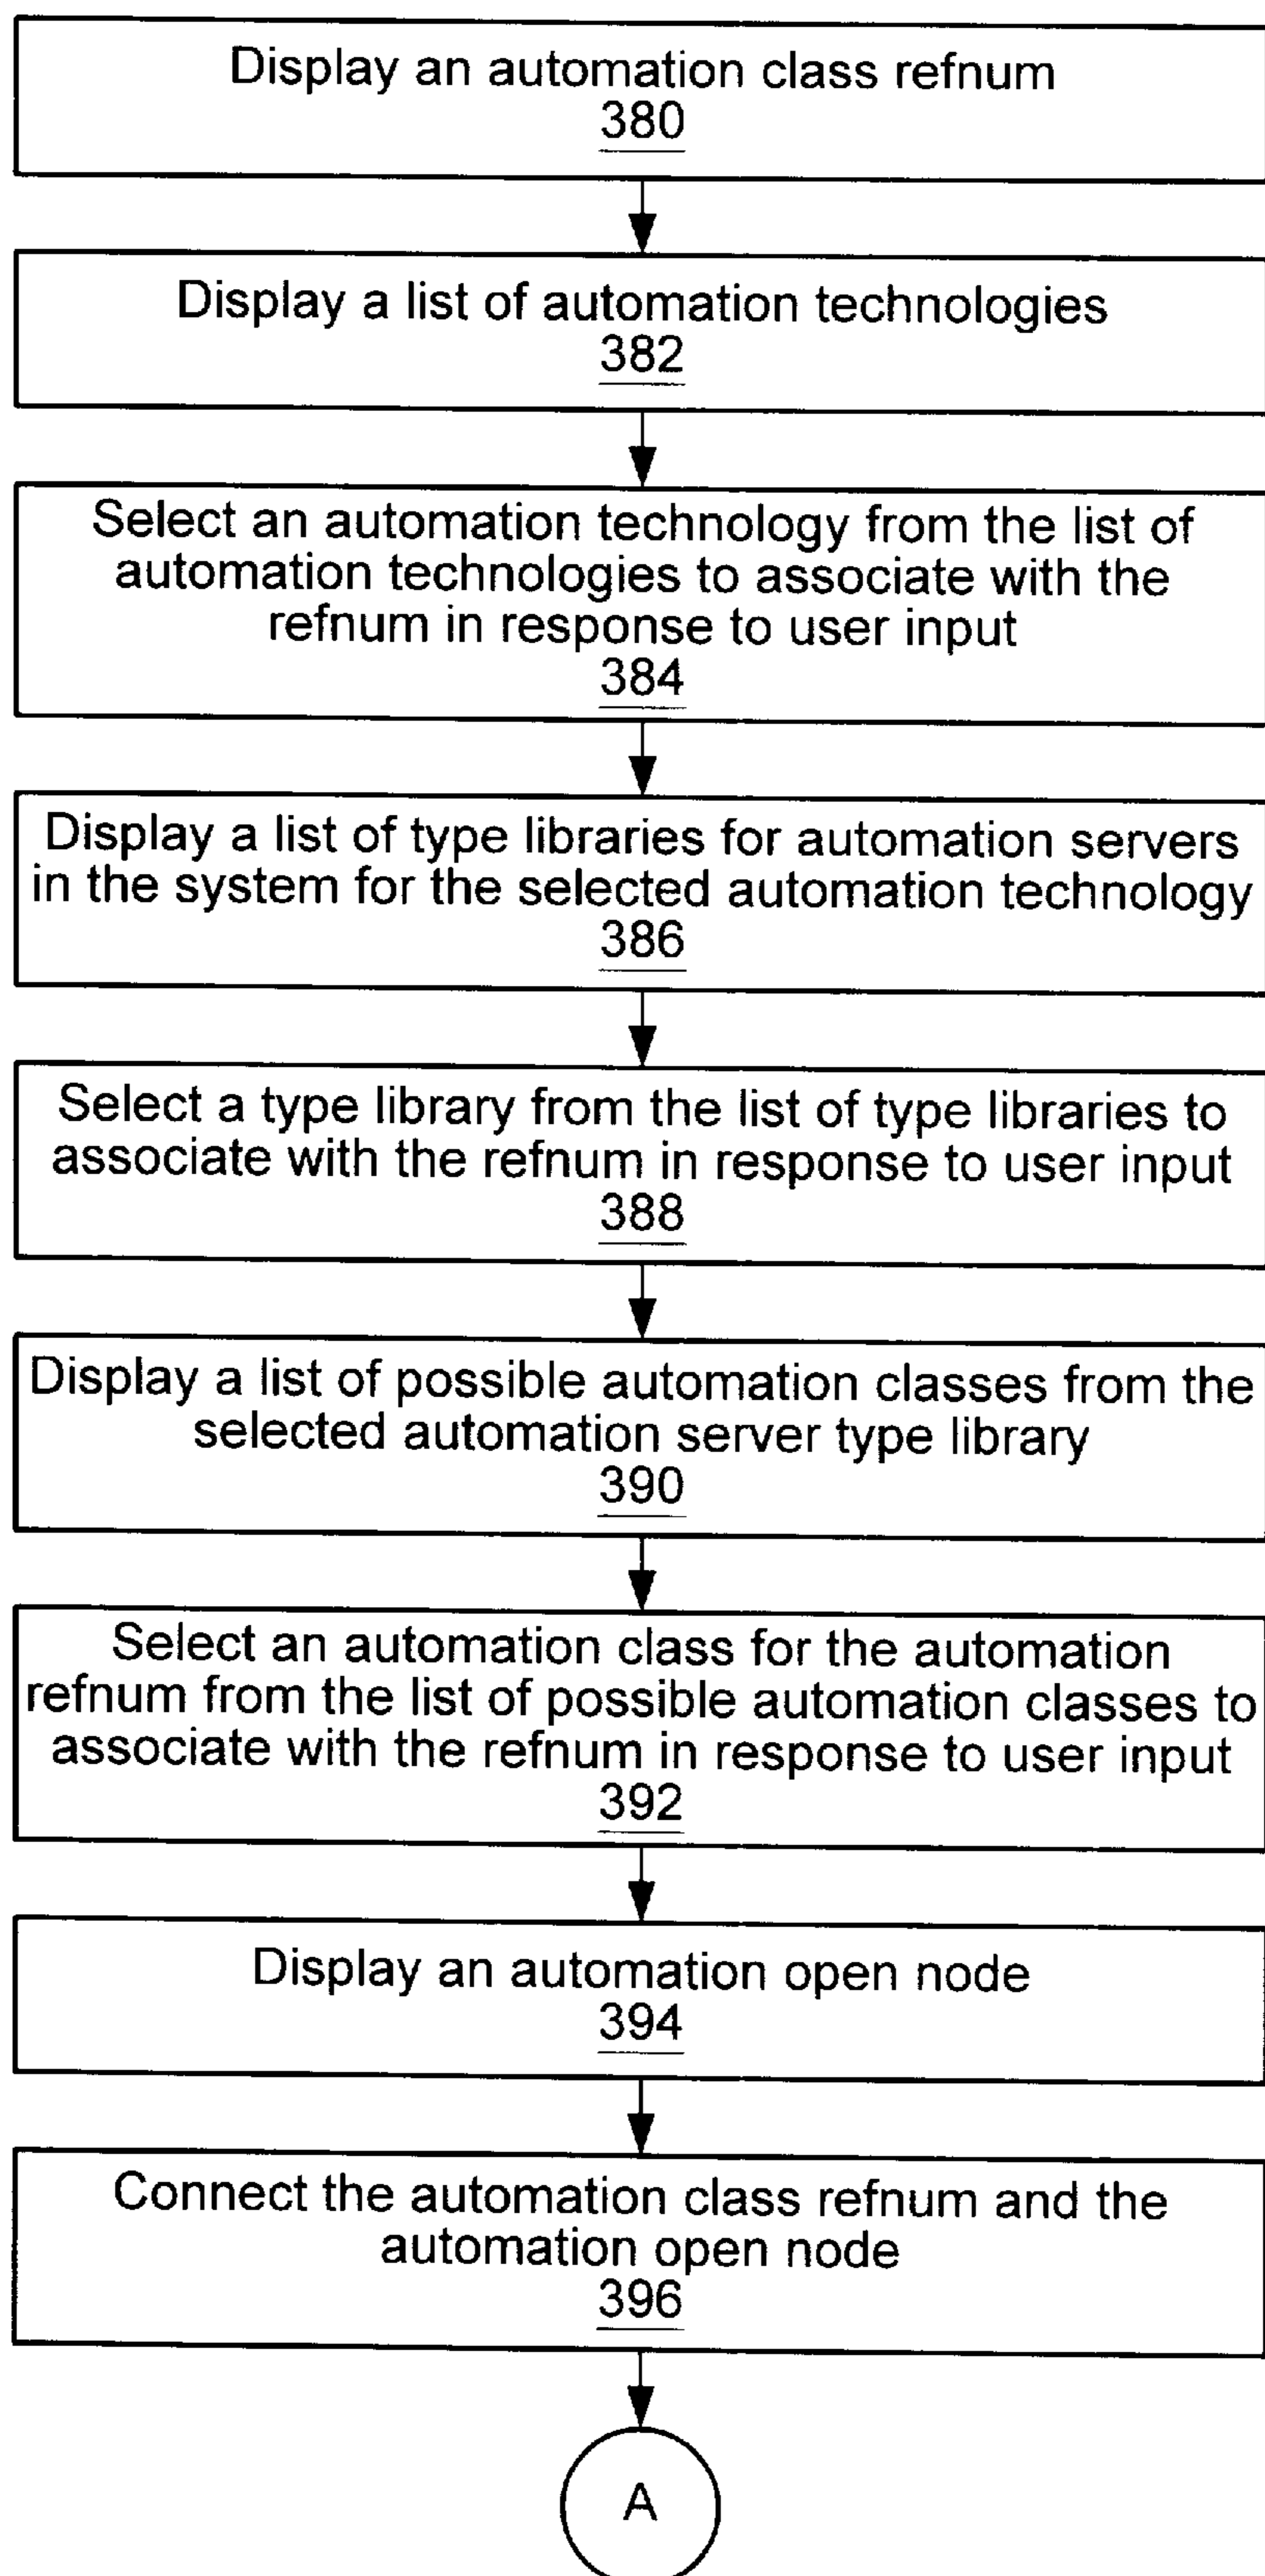 Display an automation class refnum
380
Display a list of automation technologies
382
Select an automation technology from the list of
automation technologies to associate with the
refnum in response to user input
384
Display a list of type libraries for automation servers
in the system for the selected automation technology
386
Select a type library from the list of type libraries to
associate with the refnum in response to user input
388
Display a list of possible automation classes from the
selected automation server type library
390
Select an automation class for the automation
refnum from the list of possible automation classes to
associate with the refnum in response to user input
392
Display an automation open node
394
Connect the automation class refnum and the
automation open node
396
A